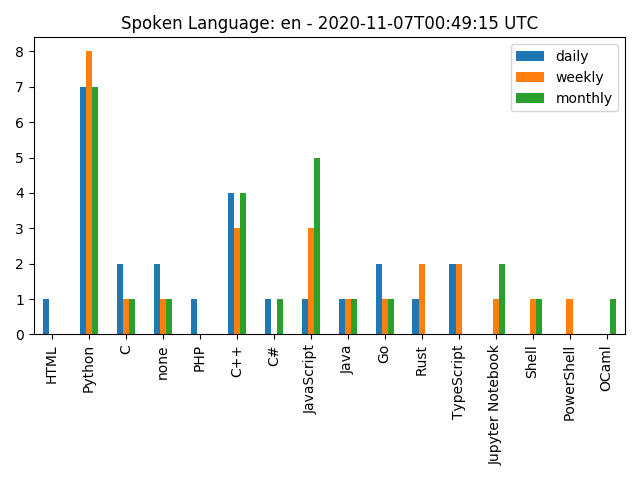 Spoken Language: en - 2020-11-07T00:49:15 UTC
daily
weekly
monthly
8
7
6
5
4
3
2
1
0
HTML
Python
C
none
PHP
C++
C#
JavaScript
Java
Go
Rust
TypeScript
Jupyter Notebook
Shell
PowerShell
OCaml